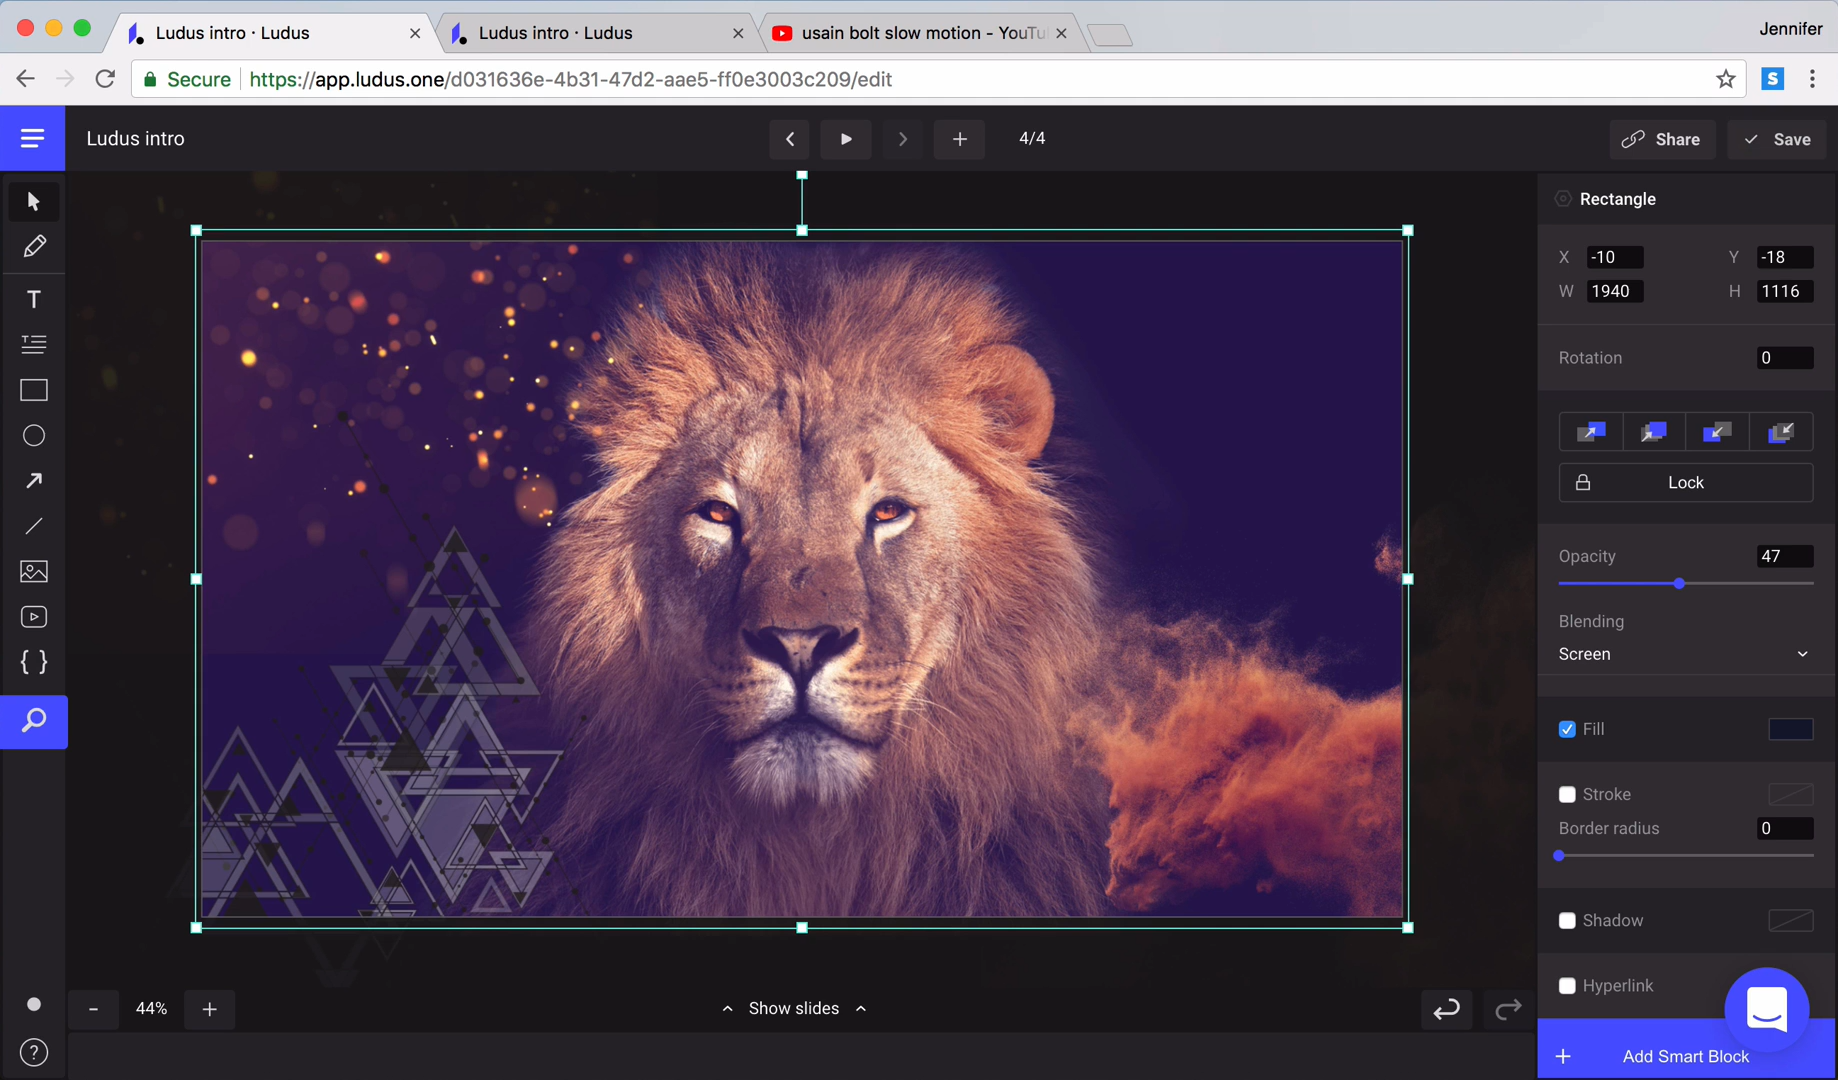 Ludus intro · Ludus
Ludus intro · Ludus
usain bolt slow motion - YouTu
Jennifer
Secure
https://app.ludus.one/d031636e-4b31-47d2-aae5-ff0e3003c209/edit
S
Ludus intro
4/4
Share
Save
Rectangle
X -10 Y -18
W 1940 H 1116
Rotation 0
T
T
Lock
Opacity 47
Blending
Screen
{ }
Fill
Stroke
Border radius 0
Shadow
Hyperlink
- 44% +
Show slides
?
+ Add Smart Block